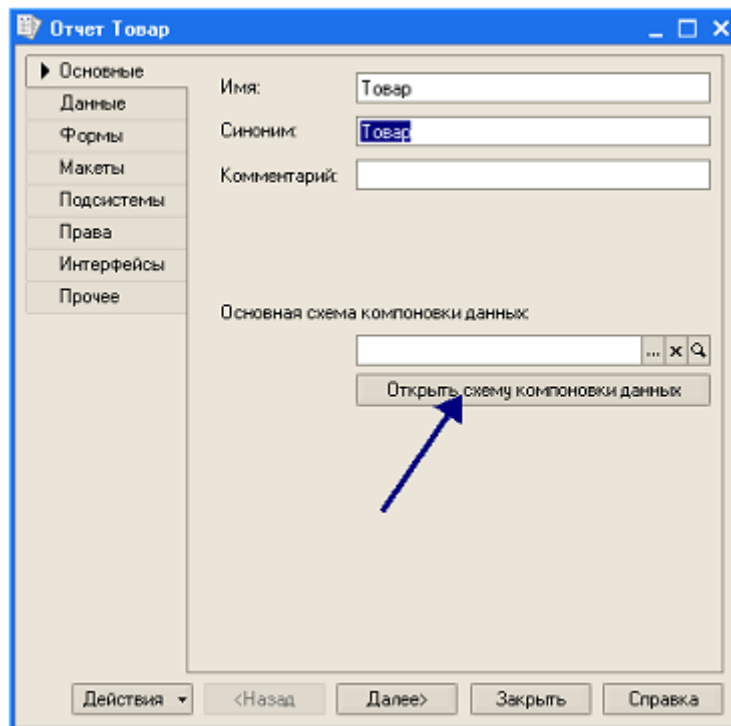 Отчет Товар
Основные
Данные
Формы
Макеты
Подсистемы
Права
Интерфейсы
Прочее
Имя: Товар
Синоним: Товар
Комментарий:
Основная схема компоновки данных:
...
Открыть схему компоновки данных
Действия <Назад Далее> Закрыть Справка